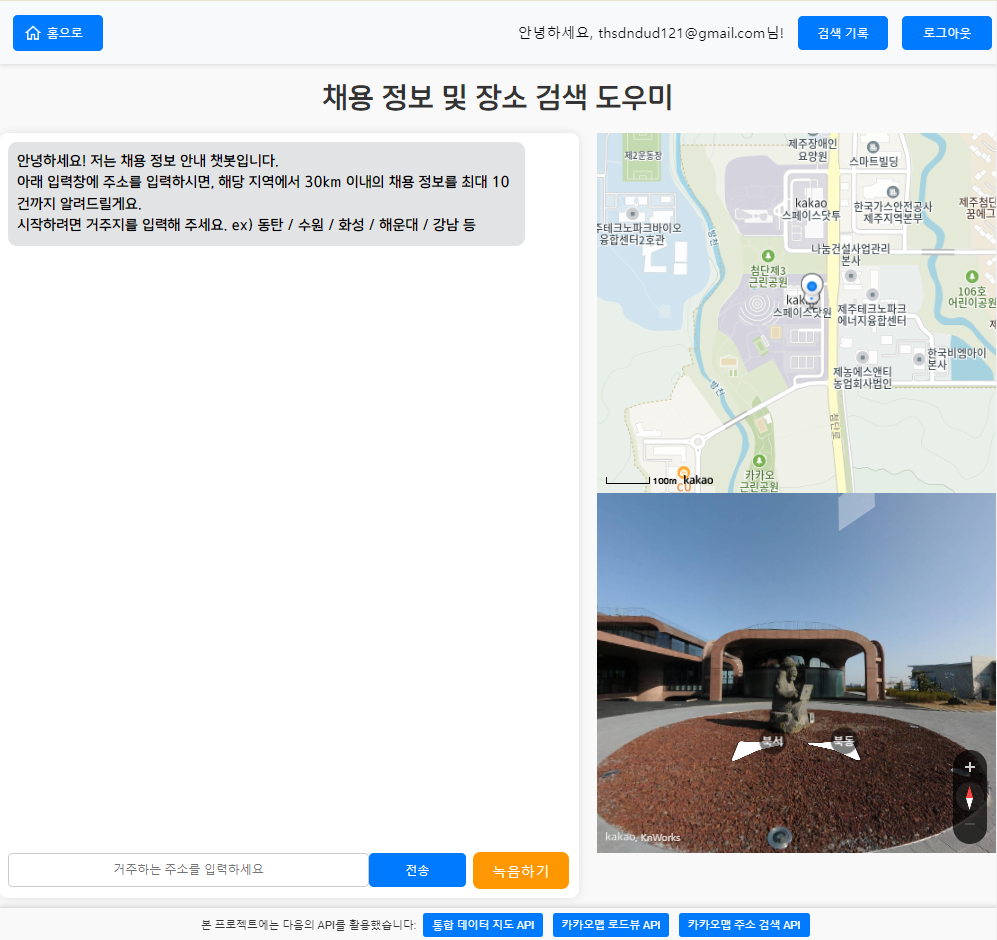 홈으로
안녕하세요, thsdndud121@gmail.com님!
검색 기록
로그아웃
채용 정보 및 장소 검색 도우미
안녕하세요! 저는 채용 정보 안내 챗봇입니다.
아래 입력창에 주소를 입력하시면, 해당 지역에서 30km 이내의 채용 정보를 최대 10
건까지 알려드릴게요.
시작하려면 거주지를 입력해 주세요. ex) 동탄 / 수원 / 화성 / 해운대 / 강남 등
거주하는 주소를 입력하세요
전송
녹음하기
제2운동장
제주장애인
요양원
스마트빌딩
kakao
스페이스닷투
한국가스안전공사
제주지역본부
제주첨단
꿈에그
주테크노파크바이오
융합센터2호관
방천
나눔건설사업관리
본사
첨단제3
근린공원
106호
어린이공원
스페이스닷원
제주테크노파크
에너지융합센터
한국비엠아이
본사
제농에스앤티
농업회사법인
방천
첨단로
카카오
근린공원
CU
100m
kakao
북서
북동
kakao, KnWorks
본 프로젝트에는 다음의 API를 활용했습니다:
통합 데이터 지도 API
카카오맵 로드뷰 API
카카오맵 주소 검색 API